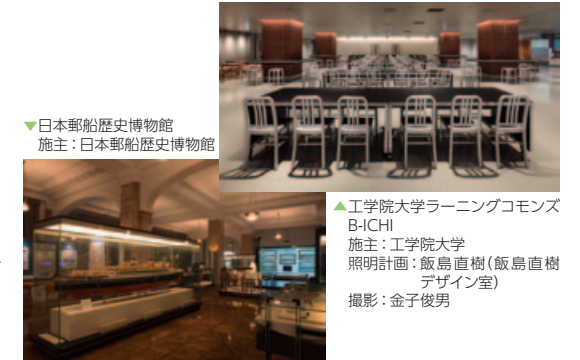 ▼日本郵船歴史博物館
施主：日本郵船歴史博物館
▲工学院大学ラーニングコモンズ
B-ICHI
施主：工学院大学
照明計画：飯島直樹（飯島直樹
デザイン室）
撮影：金子俊男